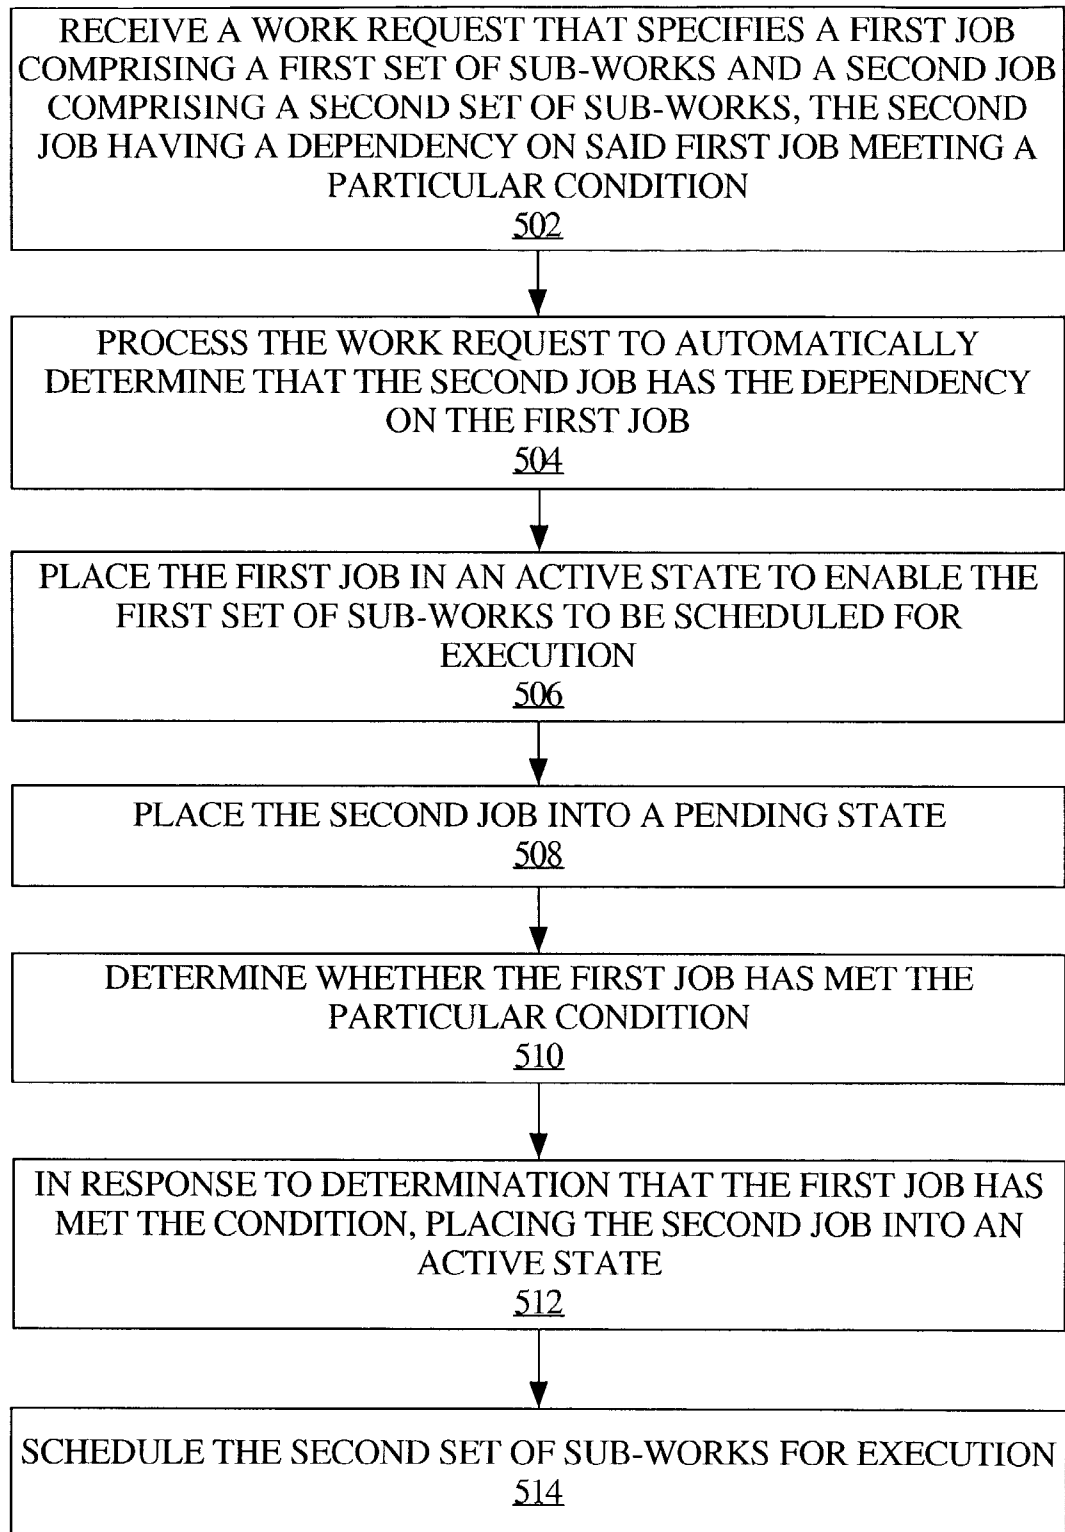 RECEIVE A WORK REQUEST THAT SPECIFIES A FIRST JOB
COMPRISING A FIRST SET OF SUB-WORKS AND A SECOND JOB
COMPRISING A SECOND SET OF SUB-WORKS, THE SECOND
JOB HAVING A DEPENDENCY ON SAID FIRST JOB MEETING A
PARTICULAR CONDITION
502
PROCESS THE WORK REQUEST TO AUTOMATICALLY
DETERMINE THAT THE SECOND JOB HAS THE DEPENDENCY
ON THE FIRST JOB
504
PLACE THE FIRST JOB IN AN ACTIVE STATE TO ENABLE THE
FIRST SET OF SUB-WORKS TO BE SCHEDULED FOR
EXECUTION
506
PLACE THE SECOND JOB INTO A PENDING STATE
508
DETERMINE WHETHER THE FIRST JOB HAS MET THE
PARTICULAR CONDITION
510
IN RESPONSE TO DETERMINATION THAT THE FIRST JOB HAS
MET THE CONDITION, PLACING THE SECOND JOB INTO AN
ACTIVE STATE
512
SCHEDULE THE SECOND SET OF SUB-WORKS FOR EXECUTION
514